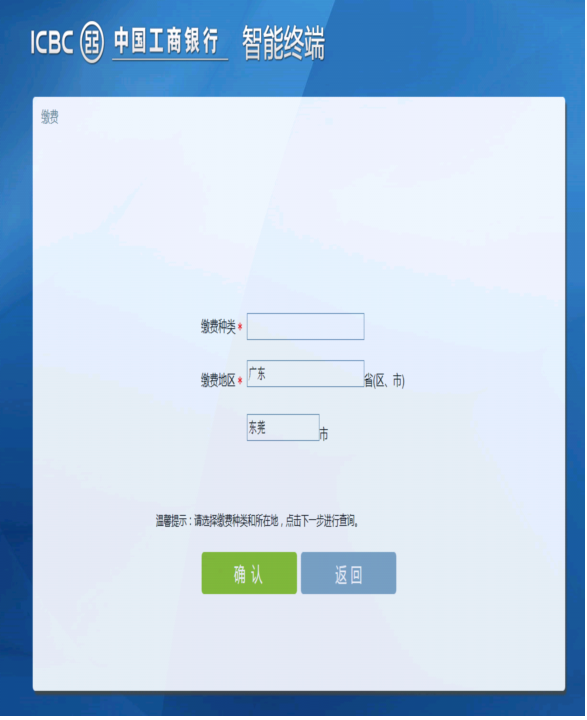 ICBC 中国工商银行 智能终端
缴费
缴费种类*
缴费地区* 广东 省(区、市)
东莞 市
温馨提示：请选择缴费种类和所在地，点击下一步进行查询。
确认 返回